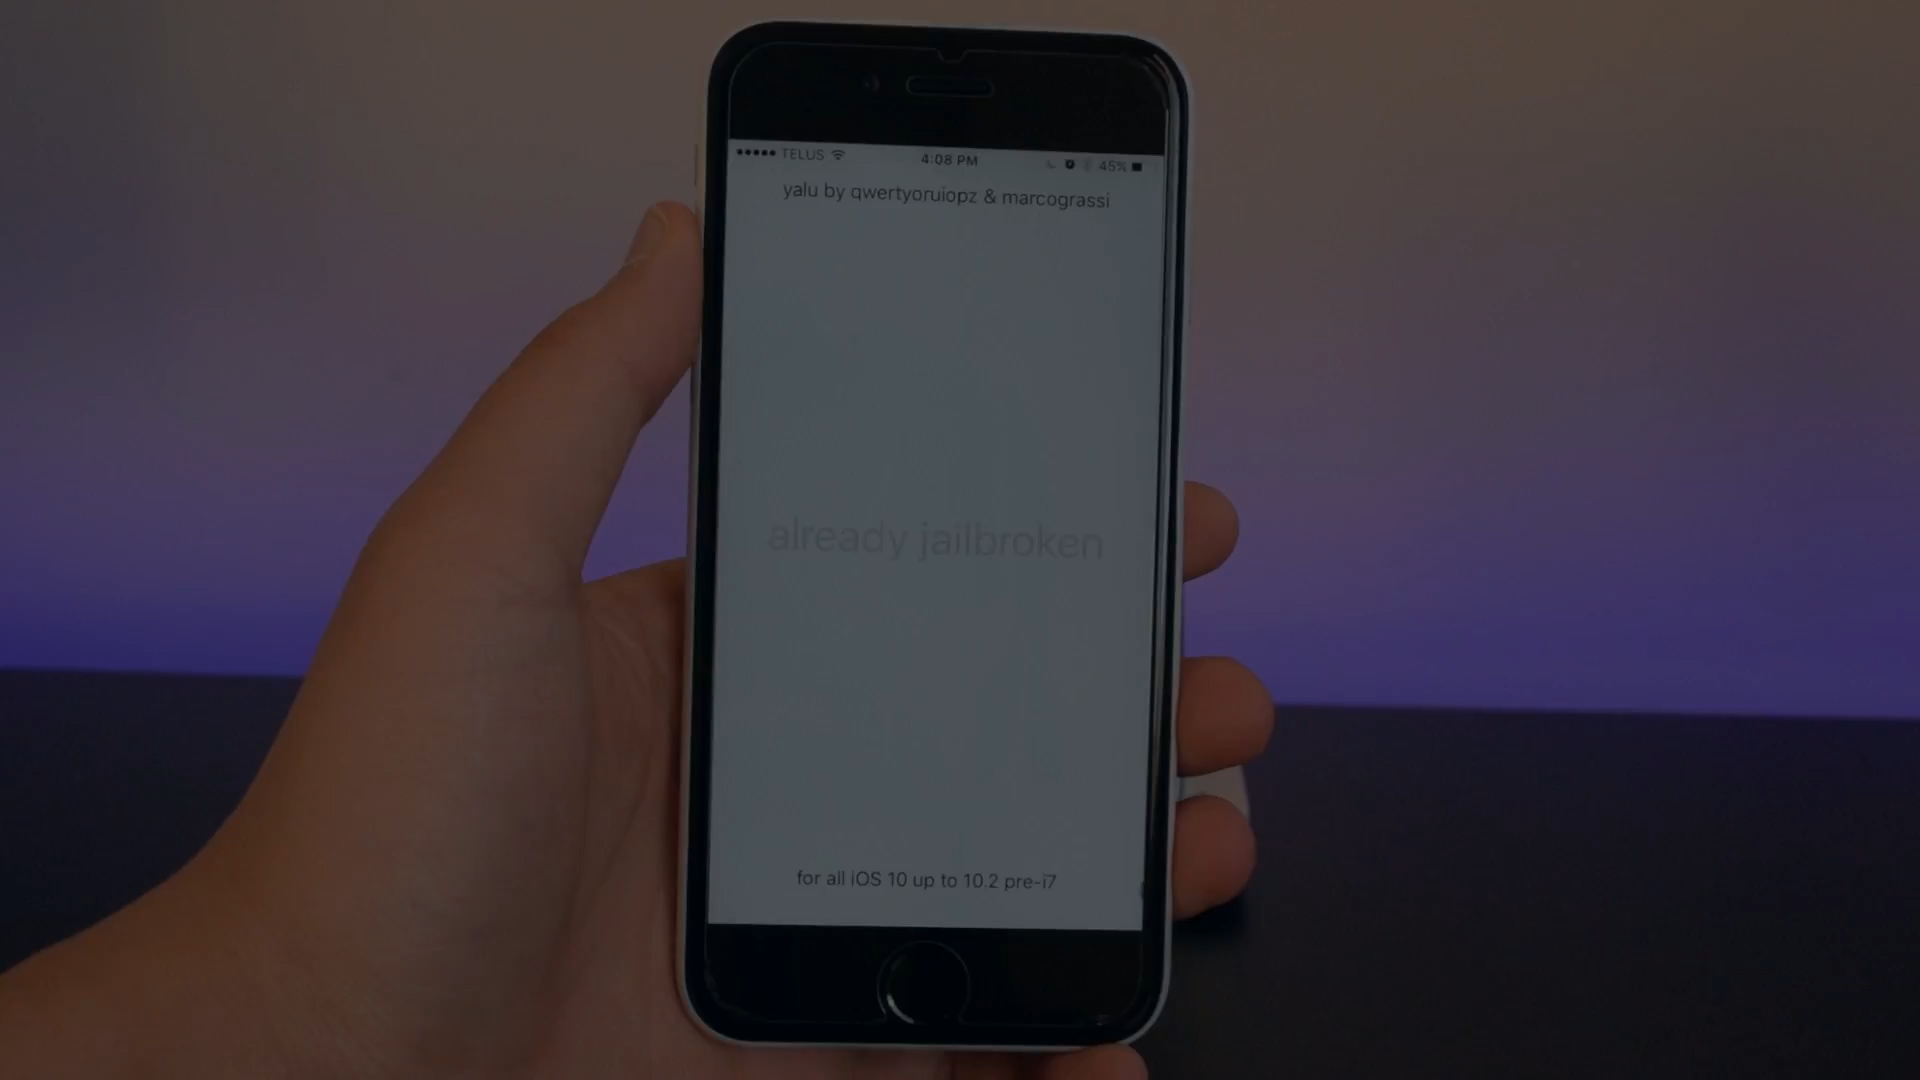 TELUS 4:08 PM 45%
yalu by qwertyoruiopz & marcograssi
already jailbroken
for all iOS 10 up to 10.2 pre-i7